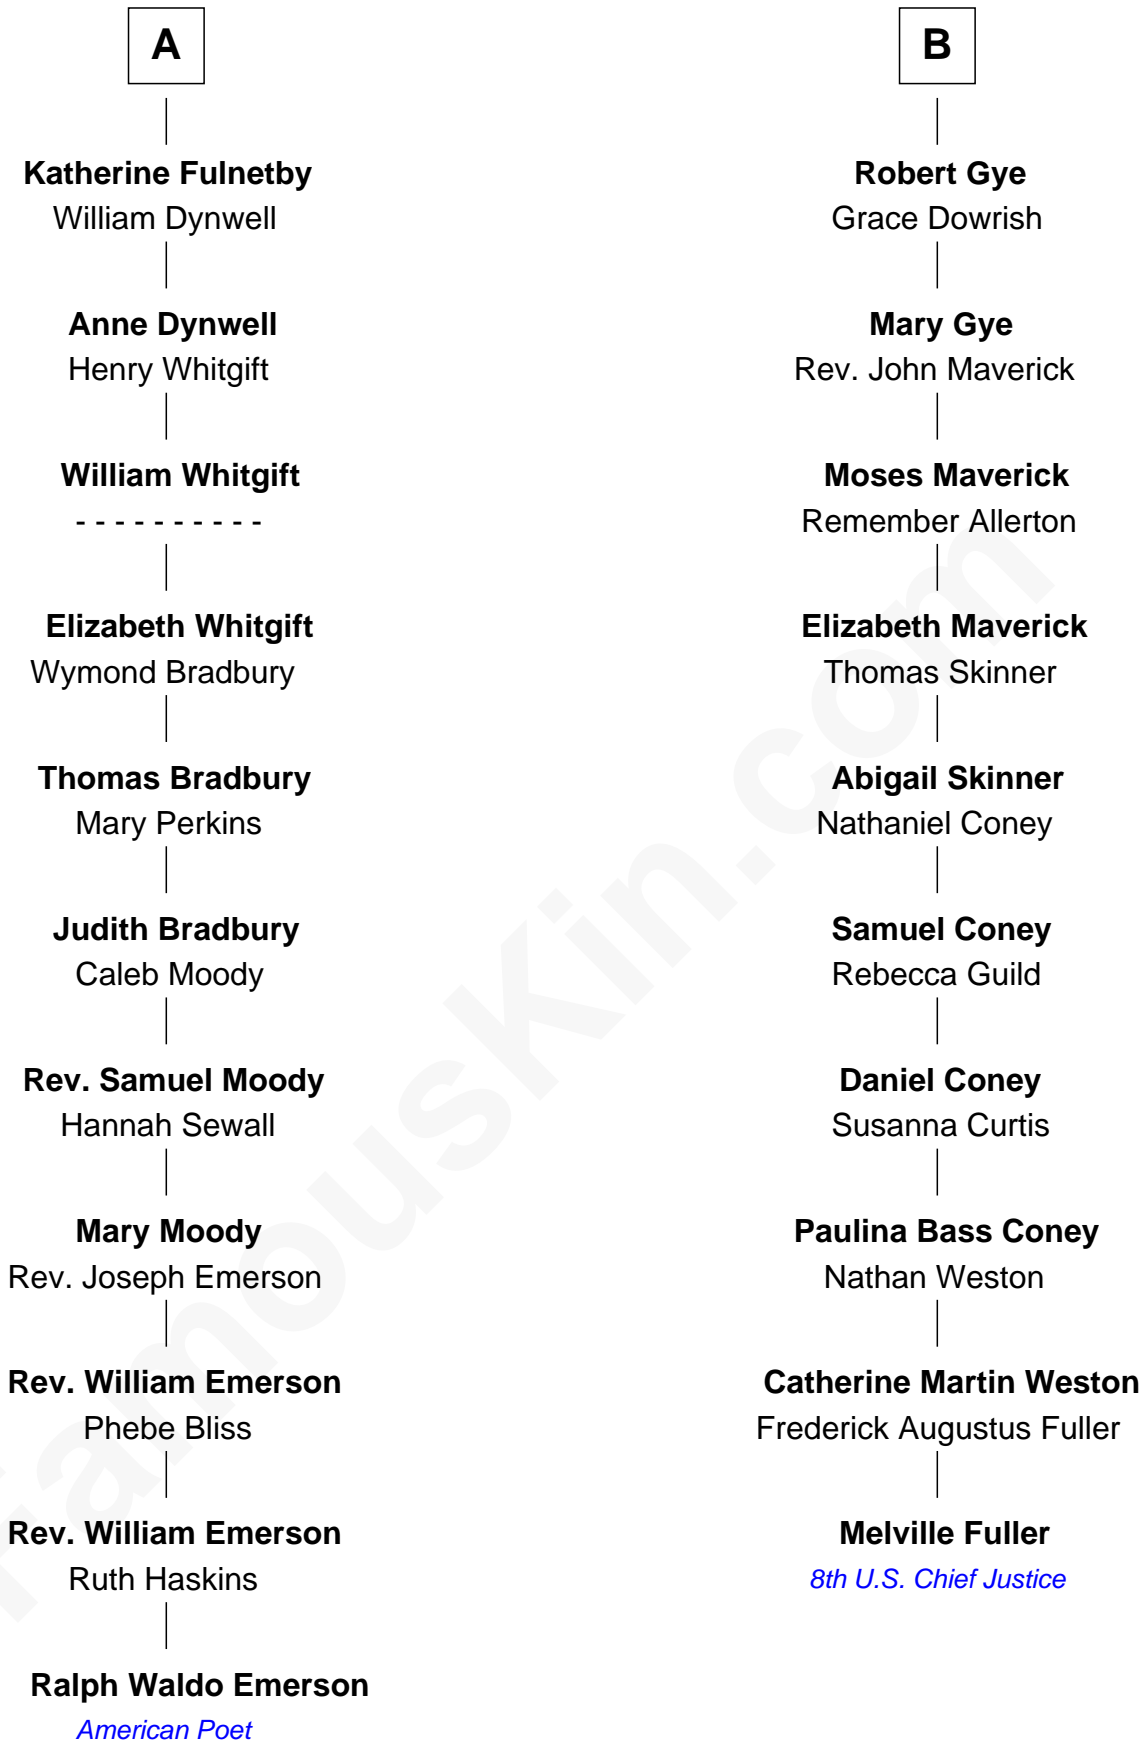 A
Katherine Fulnetby
William Dynwell
Anne Dynwell
Henry Whitgift
William Whitgift
- - - - - - - - - -
Elizabeth Whitgift
Wymond Bradbury
Thomas Bradbury
Mary Perkins
Judith Bradbury
Caleb Moody
Rev. Samuel Moody
Hannah Sewall
Mary Moody
Rev. Joseph Emerson
Rev. William Emerson
Phebe Bliss
Rev. William Emerson
Ruth Haskins
Ralph Waldo Emerson
American Poet
B
Robert Gye
Grace Dowrish
Mary Gye
Rev. John Maverick
Moses Maverick
Remember Allerton
Elizabeth Maverick
Thomas Skinner
Abigail Skinner
Nathaniel Coney
Samuel Coney
Rebecca Guild
Daniel Coney
Susanna Curtis
Paulina Bass Coney
Nathan Weston
Catherine Martin Weston
Frederick Augustus Fuller
Melville Fuller
8th U.S. Chief Justice
FamousKin.com